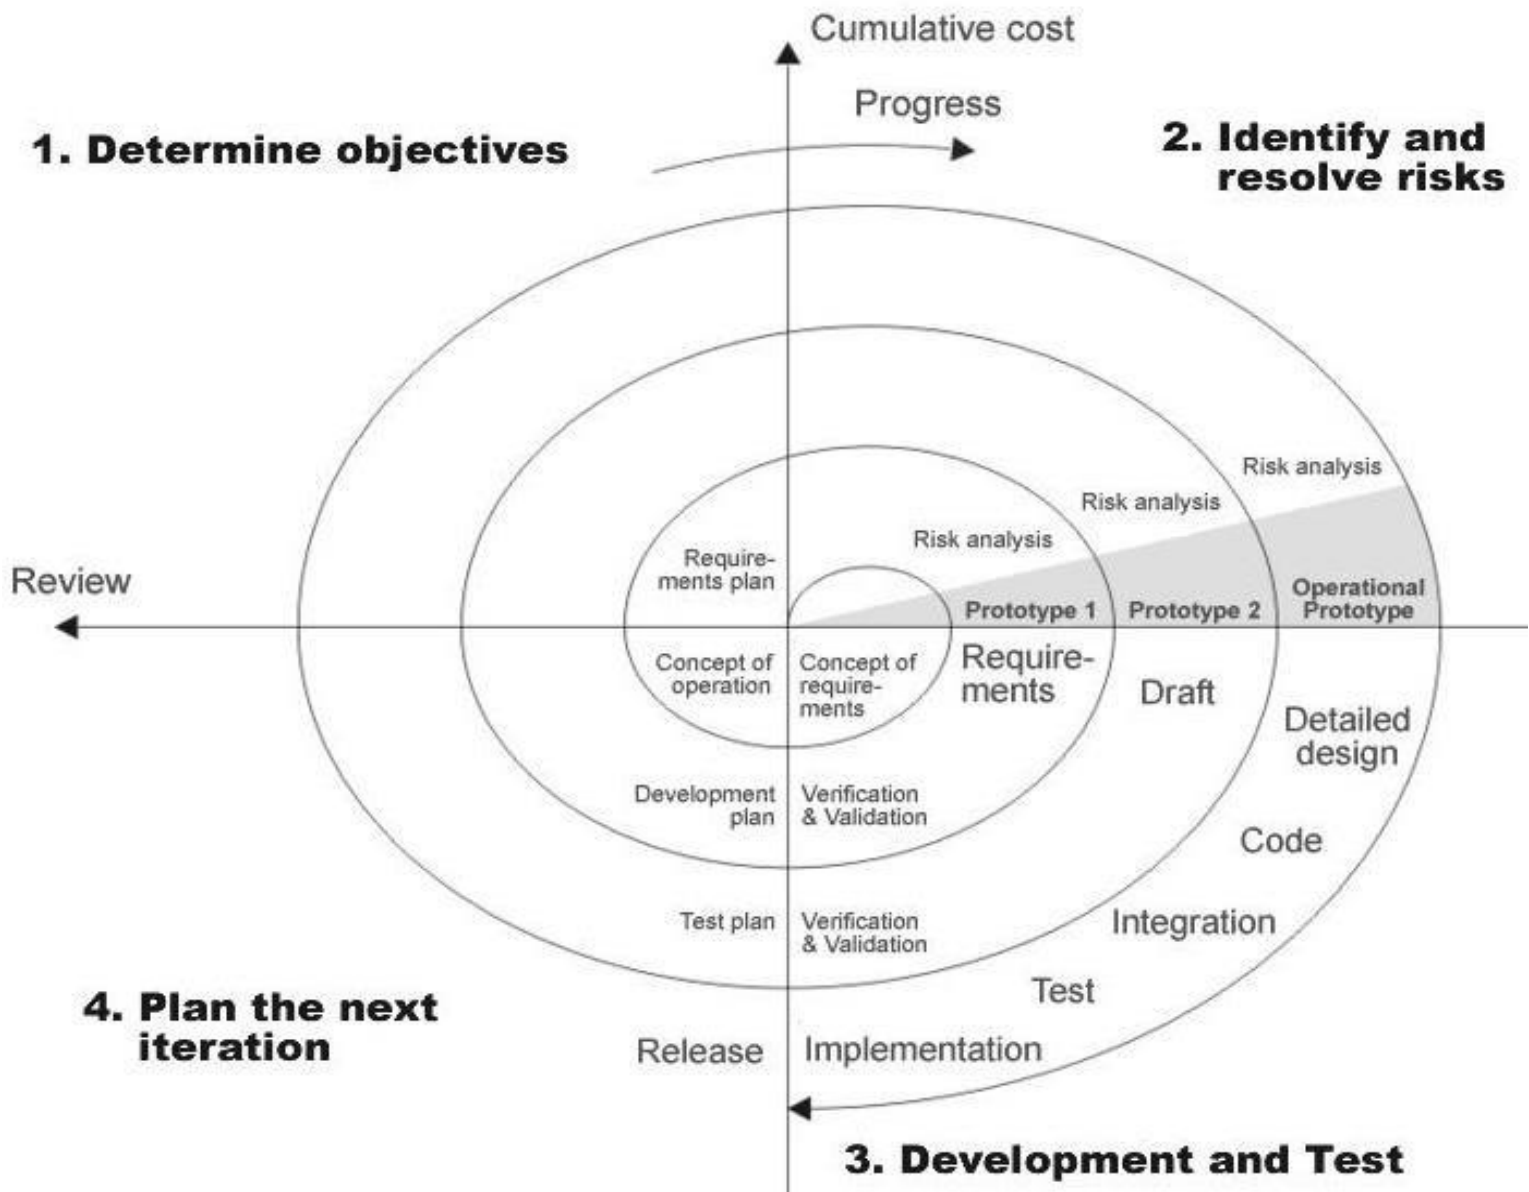 Cumulative cost
Progress
1. Determine objectives
2. Identify and
resolve risks
Risk analysis
Risk analysis
Risk analysis
Require-
ments plan
Review
Operational
Prototype
Prototype 1
Prototype 2
Concept of
operation
Concept of
require-
ments
Require-
ments
Draft
Detailed
design
Development
plan
Verification
& Validation
Code
Test plan
Verification
& Validation
Integration
Test
4. Plan the next
iteration
Release
Implementation
3. Development and Test